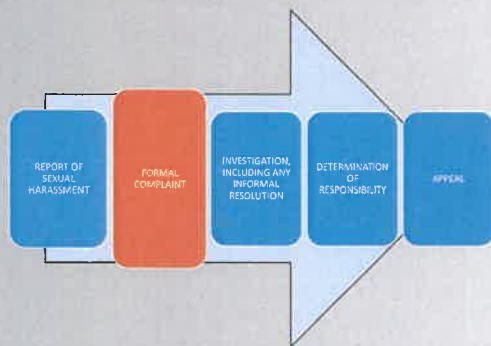 REPORT OF
SEXUAL
HARASSMENT
FORMAL
COMPLAINT
INVESTIGATION,
INCLUDING ANY
INFORMAL
RESOLUTION
DETERMINATION
OF
RESPONSIBILITY
APPEAL